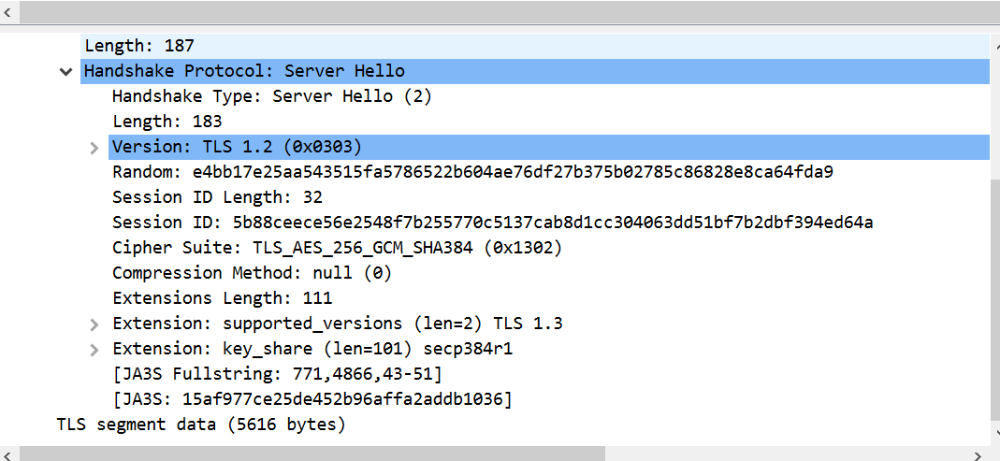 Length: 187
Handshake Protocol: Server Hello
Handshake Type: Server Hello (2)
Length: 183
Version: TLS 1.2 (0x0303)
Random: e4bb17e25aa543515fa5786522b604ae76df27b375b02785c86828e8ca64fda9
Session ID Length: 32
Session ID: 5b88ceece56e2548f7b255770c5137cab8d1cc304063dd51bf7b2dbf394ed64a
Cipher Suite: TLS_AES_256_GCM_SHA384 (0x1302)
Compression Method: null (0)
Extensions Length: 111
Extension: supported_versions (len=2) TLS 1.3
Extension: key_share (len=101) secp384r1
[JA3S Fullstring: 771,4866,43-51]
[JA3S: 15af977ce25de452b96affa2addb1036]
TLS segment data (5616 bytes)